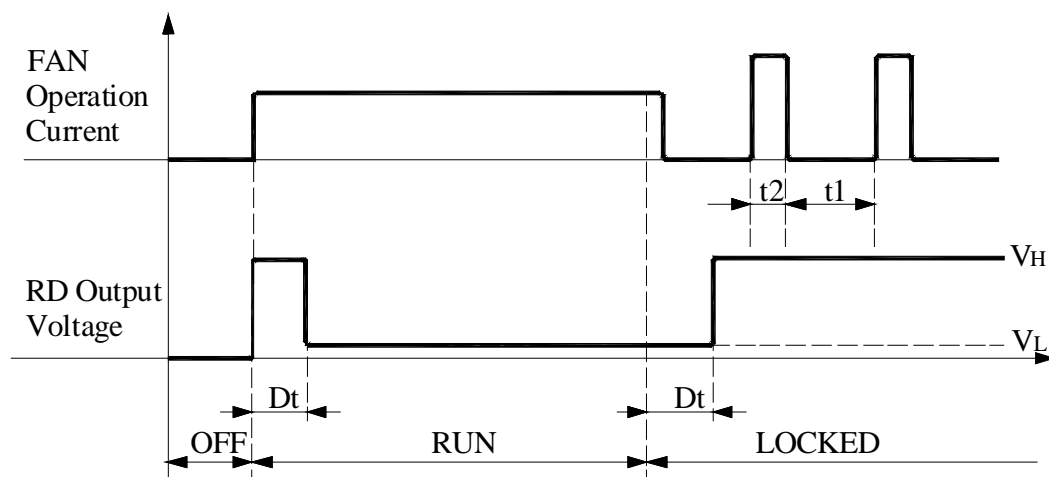 FAN
Operation
Current
t2
t1
VH
RD Output
Voltage
VL
Dt
Dt
OFF
RUN
LOCKED